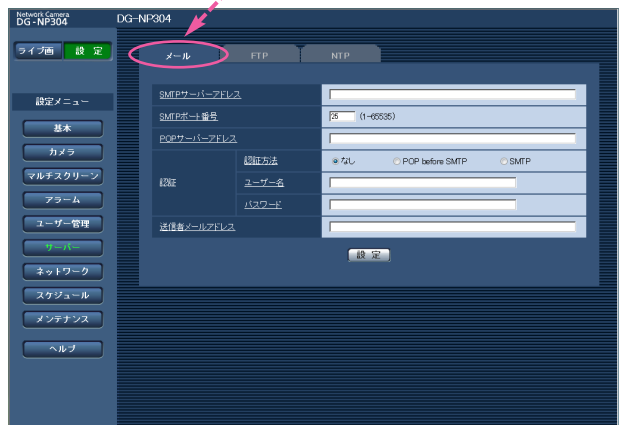 Network Camera
DG-NP304
DG-NP304
ライブ画 設 定
メール FTP NTP
設定メニュー
基本
カメラ
マルチスクリーン
アラーム
ユーザー管理
サーバー
ネットワーク
スケジュール
メンテナンス
ヘルプ
SMTPサーバーアドレス
SMTPポート番号 25 (1-65535)
POPサーバーアドレス
認証
認証方法 なし POP before SMTP SMTP
ユーザー名
パスワード
送信者メールアドレス
設 定